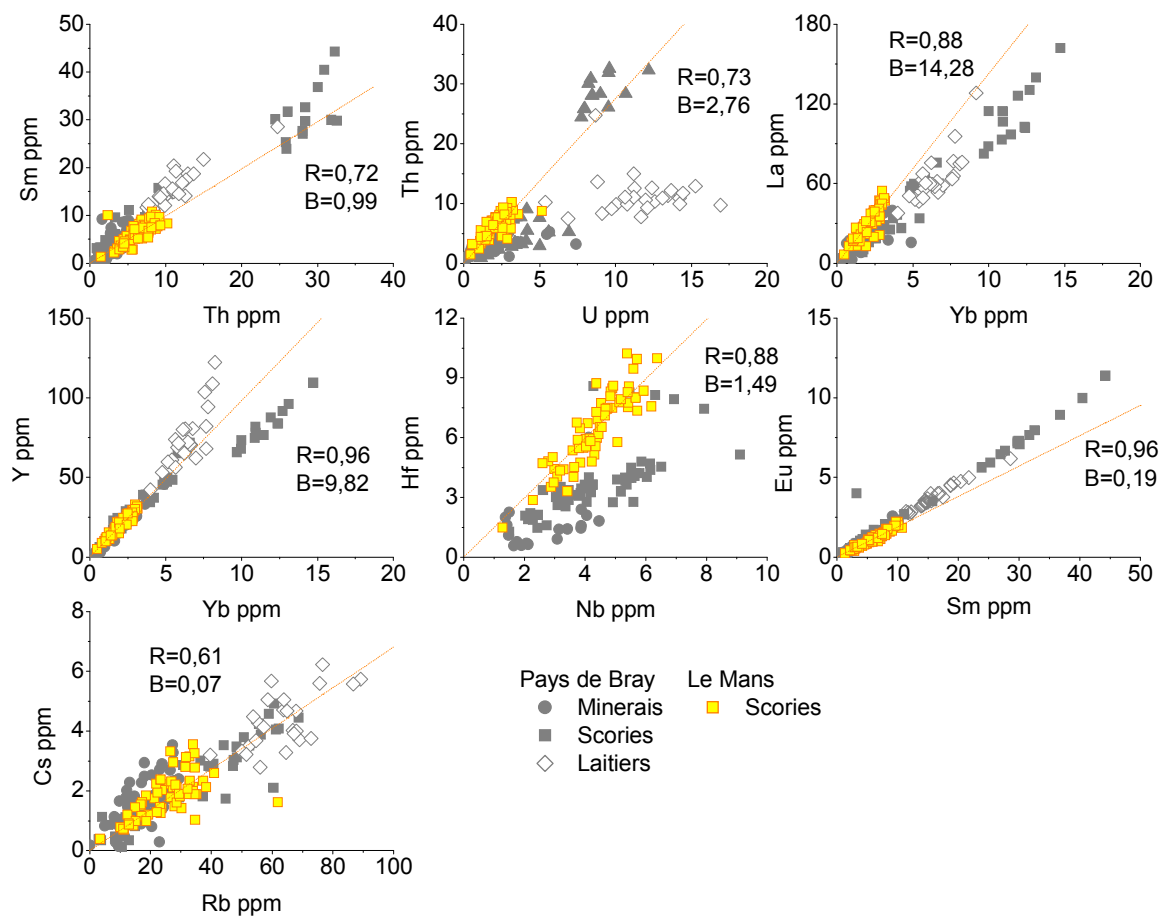 50
40
30
20
10
0
0 10 20 30 40
Sm ppm
Th ppm
R=0,72
B=0,99
40
30
20
10
0
0 5 10 15 20
Th ppm
U ppm
R=0,73
B=2,76
180
120
60
0
0 5 10 15 20
La ppm
Yb ppm
R=0,88
B=14,28
150
100
50
0
0 5 10 15 20
Y ppm
Yb ppm
R=0,96
B=9,82
12
9
6
3
0
0 2 4 6 8 10
Hf ppm
Nb ppm
R=0,88
B=1,49
15
10
5
0
0 10 20 30 40 50
Eu ppm
Sm ppm
R=0,96
B=0,19
8
6
4
2
0
0 20 40 60 80 100
Cs ppm
Rb ppm
R=0,61
B=0,07
Pays de Bray Le Mans
Minerais Scories
Scories
Laitiers